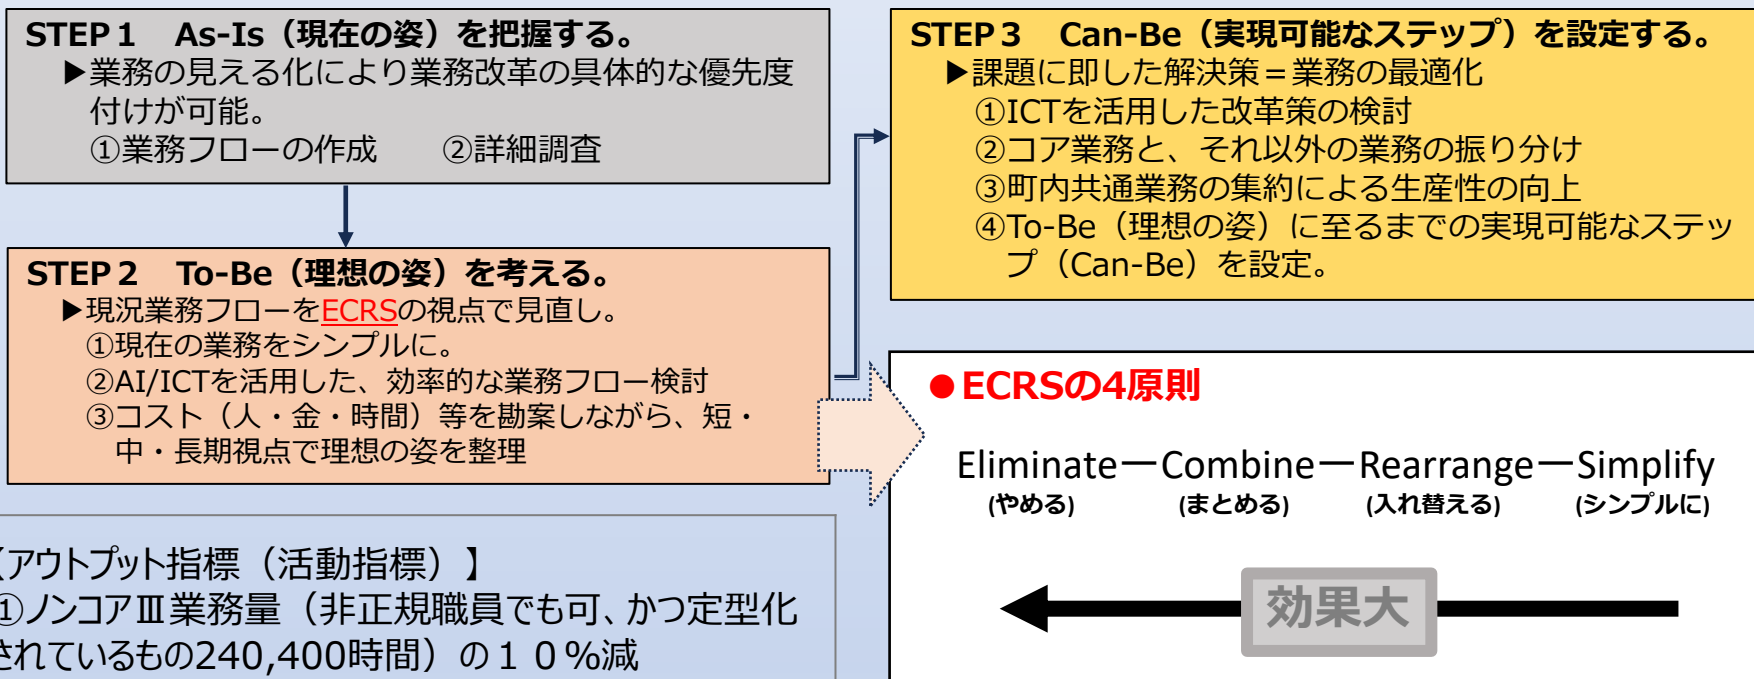 STEP１　As-Is（現在の姿）を把握する。
▶業務の見える化により業務改革の具体的な優先度
付けが可能。
①業務フローの作成　　②詳細調査
STEP２　To-Be（理想の姿）を考える。
▶現況業務フローをECRSの視点で見直し。
①現在の業務をシンプルに。
②AI/ICTを活用した、効率的な業務フロー検討
③コスト（人・金・時間）等を勘案しながら、短・
中・長期視点で理想の姿を整理
【アウトプット指標（活動指標）】
①ノンコアⅢ業務量（非正規職員でも可、かつ定型化
されているもの240,400時間）の１０％減
STEP３　Can-Be（実現可能なステップ）を設定する。
▶課題に即した解決策＝業務の最適化
①ICTを活用した改革策の検討
②コア業務と、それ以外の業務の振り分け
③町内共通業務の集約による生産性の向上
④To-Be（理想の姿）に至るまでの実現可能なステッ
プ（Can-Be）を設定。
●ECRSの4原則
Eliminate―Combine―Rearrange―Simplify
(やめる)　(まとめる)　(入れ替える)　(シンプルに)
効果大